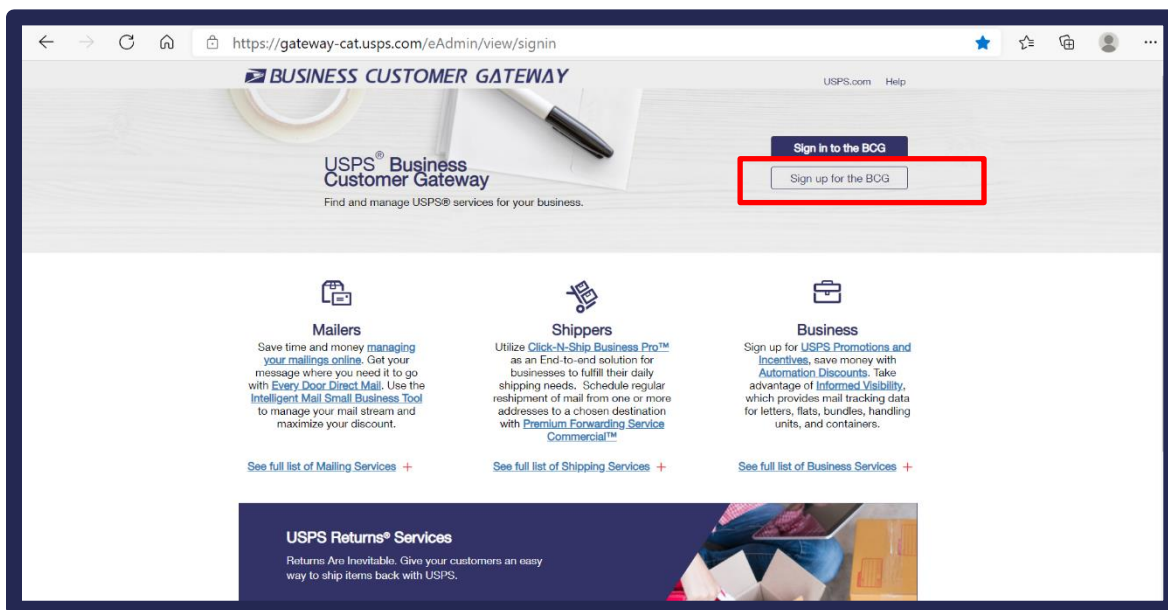 https://gateway-cat.usps.com/eAdmin/view/signin
BUSINESS CUSTOMER GATEWAY
USPS.com Help
Sign in to the BCG
Sign up for the BCG
USPS® Business
Customer Gateway
Find and manage USPS® services for your business.
Mailers
Save time and money managing
your mailings online. Get your
message where you need it to go
with Every Door Direct Mail. Use the
Intelligent Mail Small Business Tool
to manage your mail stream and
maximize your discount.
See full list of Mailing Services +
Shippers
Utilize Click-N-Ship Business Pro™
as an End-to-end solution for
businesses to fulfill their daily
shipping needs. Schedule regular
reshipment of mail from one or more
addresses to a chosen destination
with Premium Forwarding Service
Commercial™
See full list of Shipping Services +
Business
Sign up for USPS Promotions and
Incentives, save money with
Automation Discounts. Take
advantage of Informed Visibility,
which provides mail tracking data
for letters, flats, bundles, handling
units, and containers.
See full list of Business Services +
USPS Returns® Services
Returns Are Inevitable. Give your customers an easy
way to ship items back with USPS.